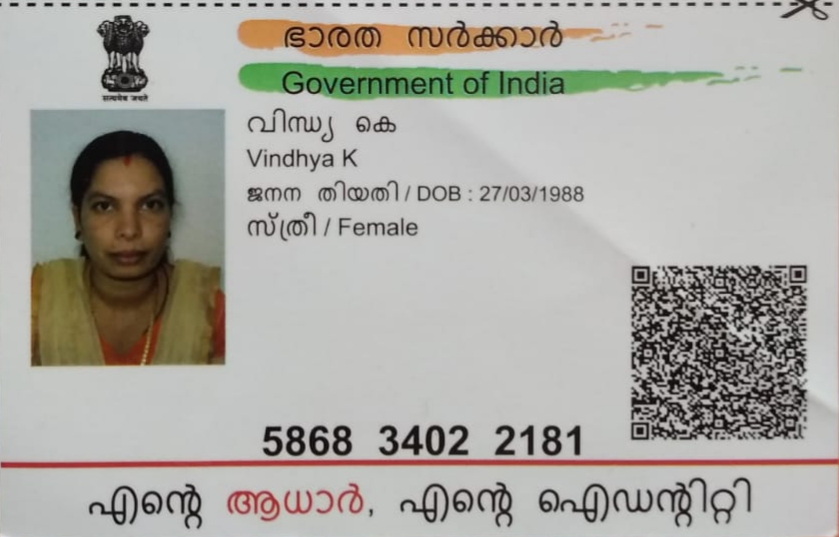 ഭാരത സർക്കാർ
Government of India
सत्यमेव जयते
വിന്ധ്യ കെ
Vindhya K
ജനന തിയതി / DOB : 27/03/1988
സ്ത്രീ / Female
5868 3402 2181
എന്റെ ആധാർ, എന്റെ ഐഡന്റിറ്റി